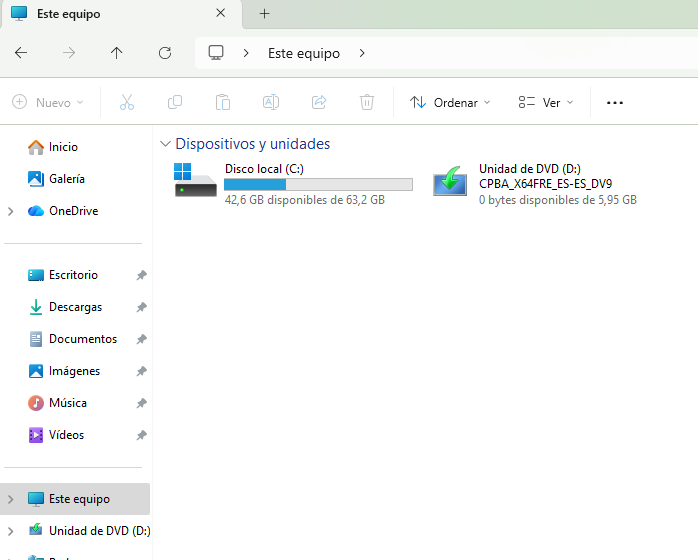 Este equipo
Este equipo
Nuevo
Ordenar
Ver
Inicio
Galería
OneDrive
Escritorio
Descargas
Documentos
Imágenes
Música
Vídeos
Este equipo
Unidad de DVD (D:)
Dispositivos y unidades
Disco local (C:)
42,6 GB disponibles de 63,2 GB
Unidad de DVD (D:)
CPBA_X64FRE_ES-ES_DV9
0 bytes disponibles de 5,95 GB